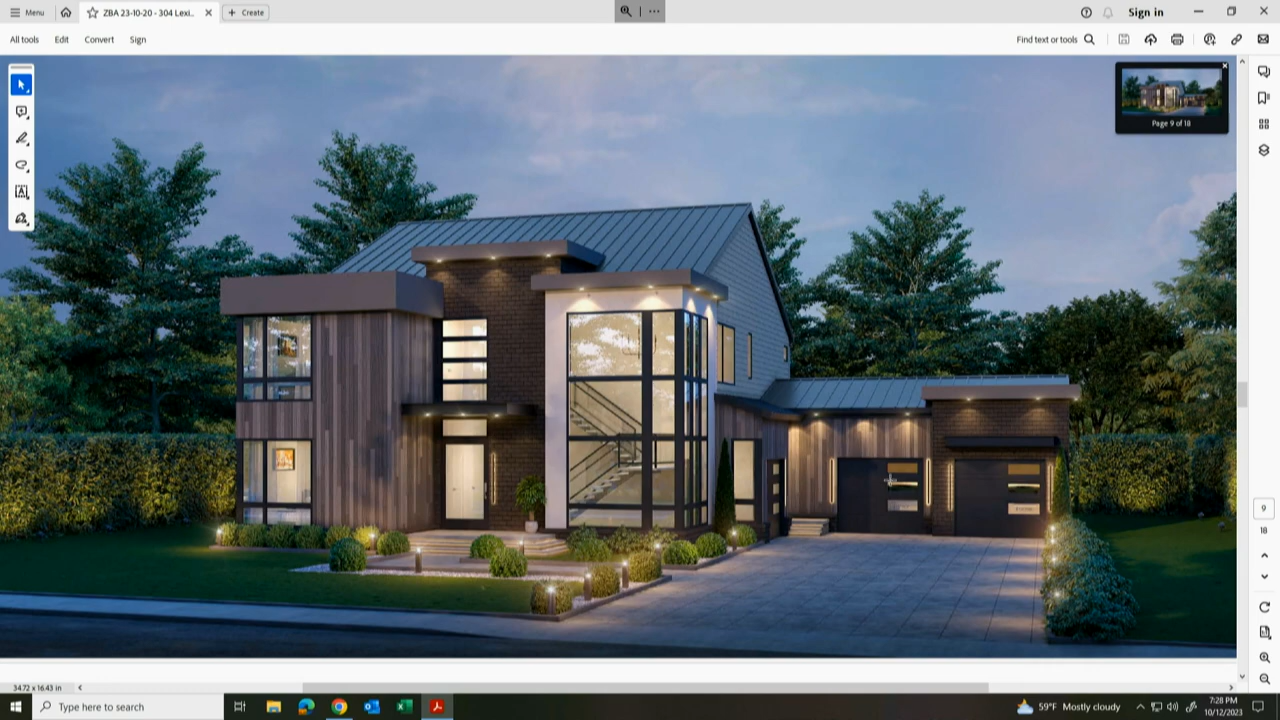 Menu
ZBA 23-10-20 - 304 Lexi...
Create
Sign in
All tools
Edit
Convert
Sign
Find text or tools
Page 9 of 18
9
18
34.72 x 16.43 in
Type here to search
59°F Mostly cloudy
7:28 PM
10/12/2023